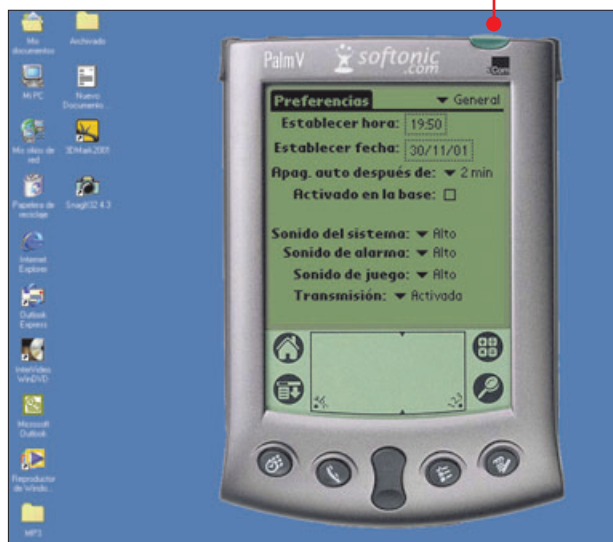 Mis documentos
Archivado
Mi PC
Nuevo
Documento...
Mis sitios de
red
3DMark2001
Papelera de
reciclaje
SnagIt32 4.3
Internet
Explorer
Outlook
Express
InterVideo
WinDVD
Microsoft
Outlook
Reproductor
de Windo...
MP3
PalmV
softonic
.com
3Com
Preferencias
General
Establecer hora: 19:50
Establecer fecha: 30/11/01
Apag. auto después de: 2 min
Activado en la base:
Sonido del sistema: Alto
Sonido de alarma: Alto
Sonido de juego: Alto
Transmisión: Activada
123